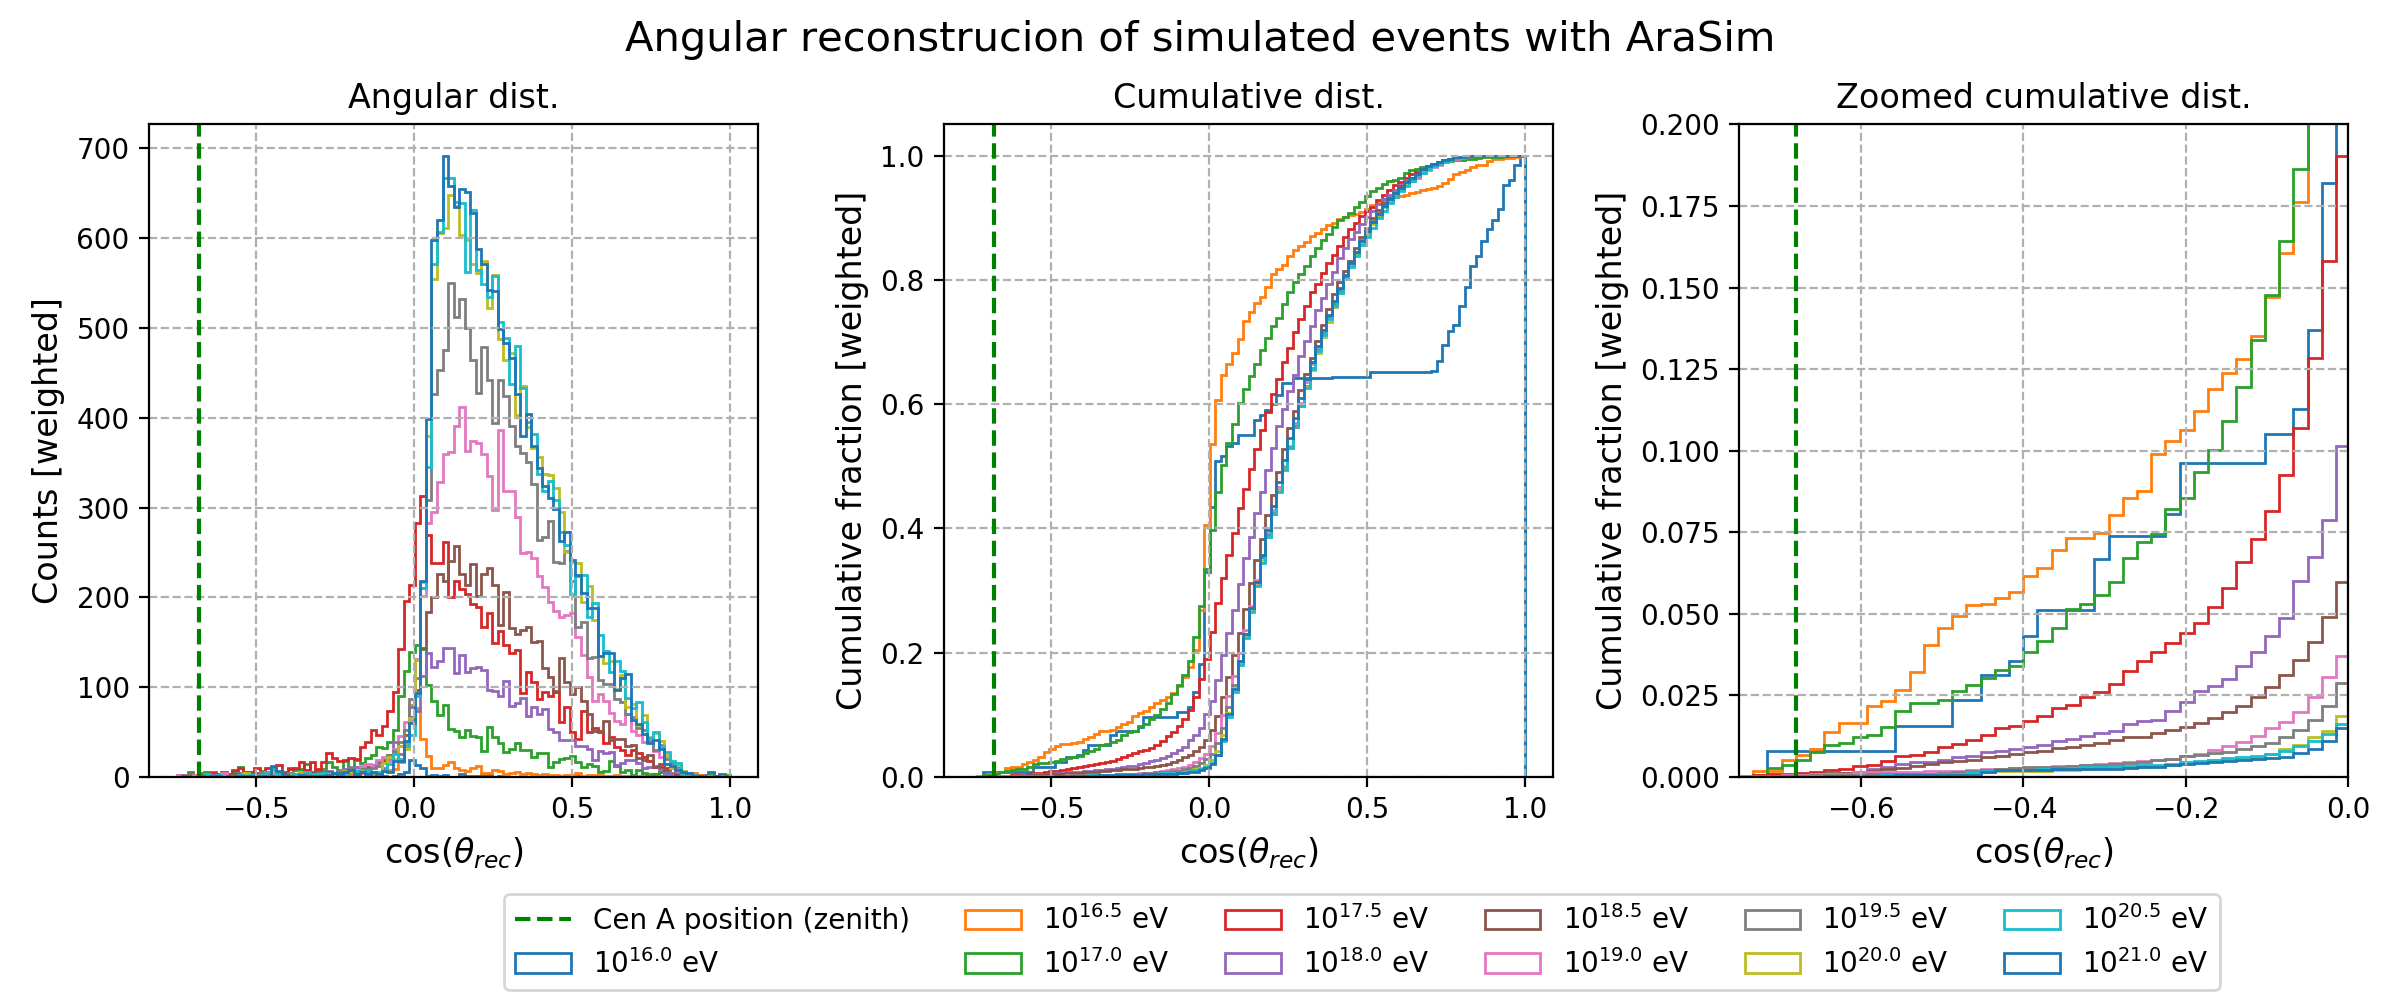 Angular reconstrucion of simulated events with AraSim
Angular dist.
700
600
500
400
300
200
100
0
Counts [weighted]
−0.5 0.0 0.5 1.0
cos(θ_rec)
Cumulative dist.
1.0
0.8
0.6
0.4
0.2
0.0
Cumulative fraction [weighted]
−0.5 0.0 0.5 1.0
cos(θ_rec)
Zoomed cumulative dist.
0.200
0.175
0.150
0.125
0.100
0.075
0.050
0.025
0.000
Cumulative fraction [weighted]
−0.6 −0.4 −0.2 0.0
cos(θ_rec)
Cen A position (zenith)
10^16.0 eV
10^16.5 eV
10^17.0 eV
10^17.5 eV
10^18.0 eV
10^18.5 eV
10^19.0 eV
10^19.5 eV
10^20.0 eV
10^20.5 eV
10^21.0 eV